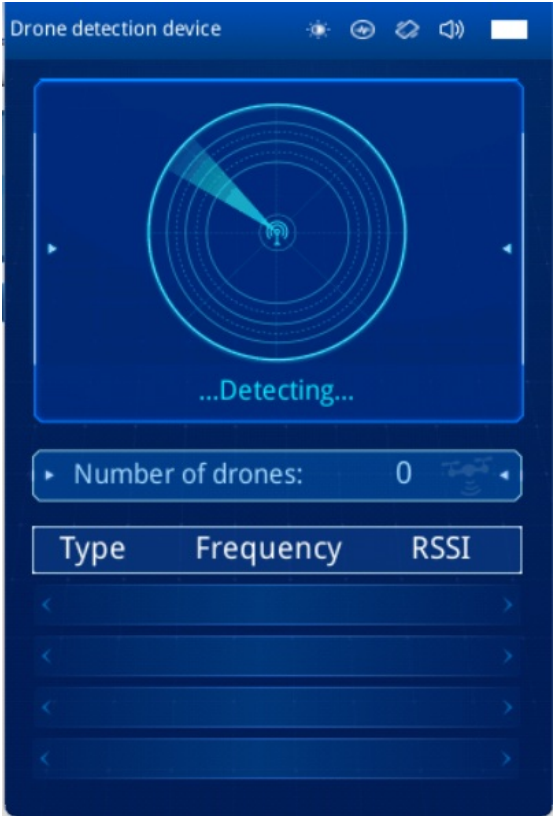 Drone detection device
...Detecting...
Number of drones: 0
Type Frequency RSSI